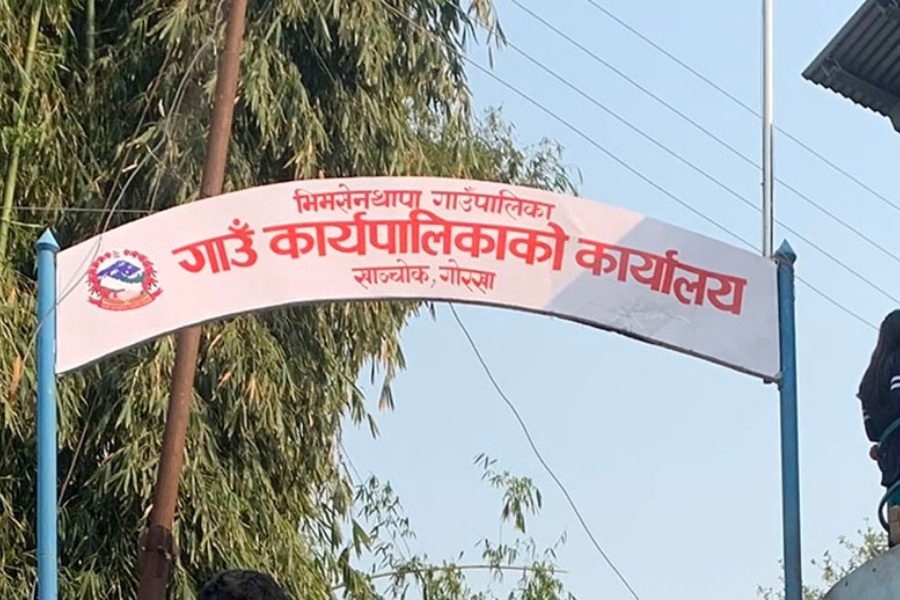 भिमसेनथापा गाउँपालिका
गाउँ कार्यपालिकाको कार्यालय
खाञ्चोक, गोरखा